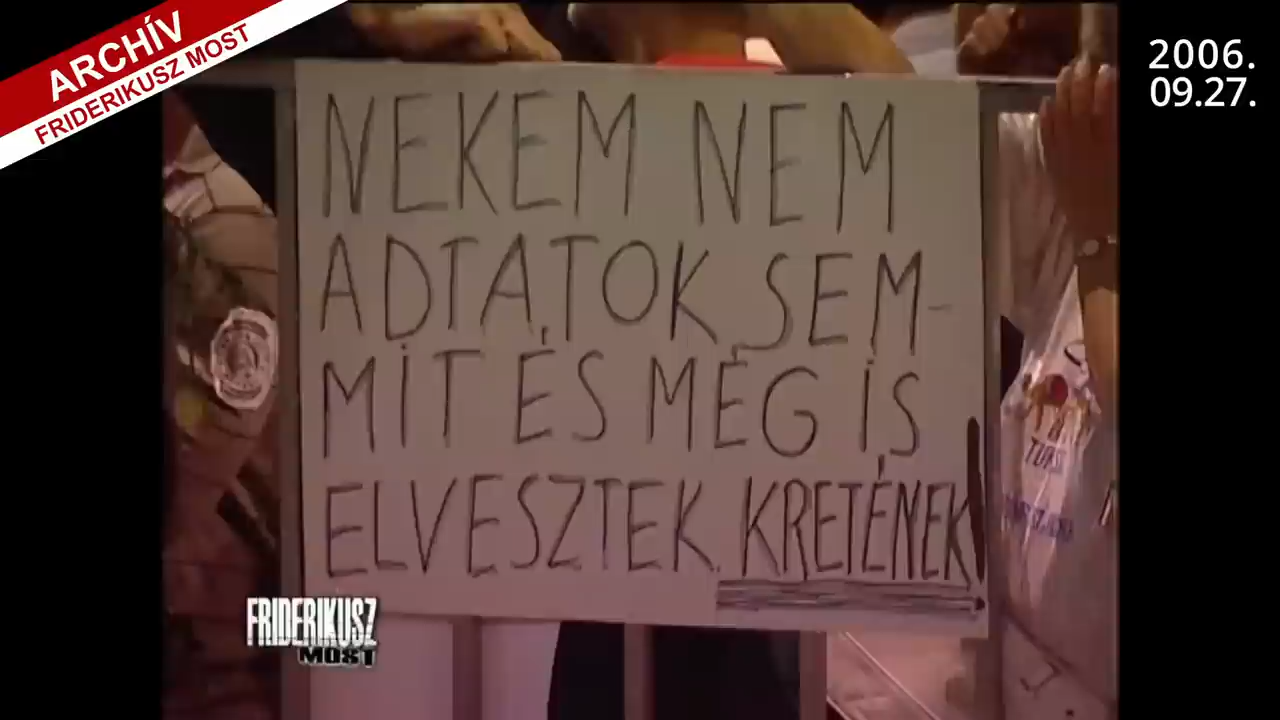 ARCHÍV
FRIDERIKUSZ MOST
2006.
09.27.
NEKEM NEM
ADTATOK SEM-
MIT ÉS MÉG IS
ELVESZTEK KRETÉNEK!
FRIDERIKUSZ
MOST